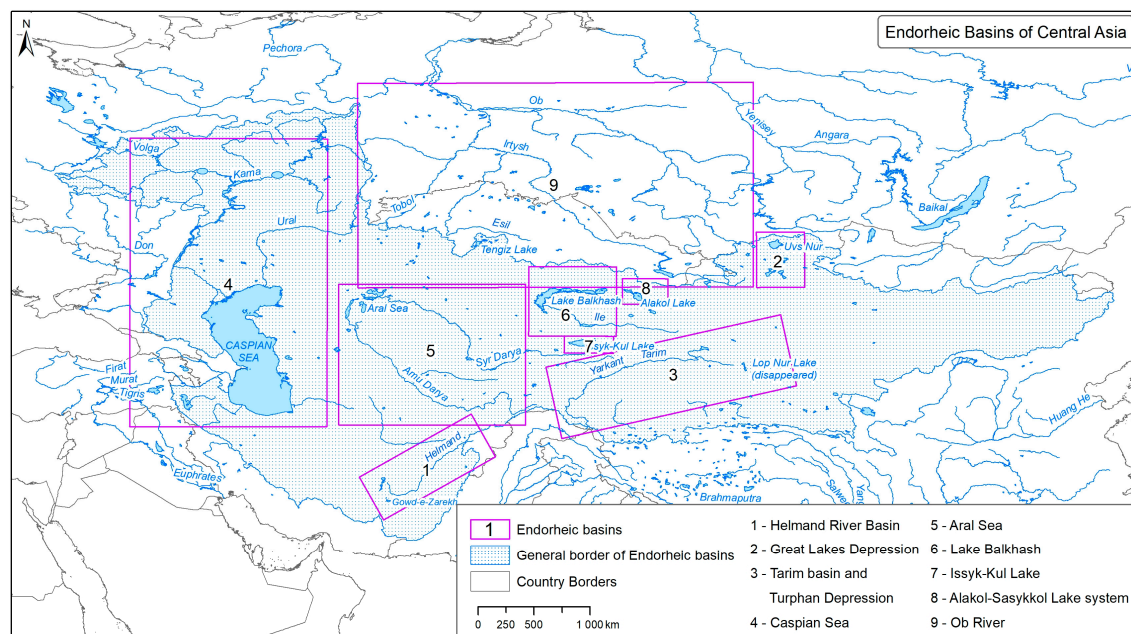 N
Endorheic Basins of Central Asia
Pechora
Ob
Yenisey
Angara
Volga
Kama
Irtysh
9
Baikal
Tobol
Ural
Esil
Tengiz Lake
Don
Uvs Nur
2
4
8
Aral Sea
Lake Balkhash
Alakol Lake
6
Ile
CASPIAN
SEA
5
7
ssyk-Kul Lake
Syr Darya
Yarkant
Tarim
3
Lop Nur Lake
(disappeared)
Firat
Murat
Tigris
Amu Darya
Huang He
Helmand
1
Euphrates
Gowd-e-Zarekh
Brahmaputra
Salwe
Yang
1 Endorheic basins
General border of Endorheic basins
Country Borders
0 250 500 1 000 km
1 - Helmand River Basin
2 - Great Lakes Depression
3 - Tarim basin and
Turphan Depression
4 - Caspian Sea
5 - Aral Sea
6 - Lake Balkhash
7 - Issyk-Kul Lake
8 - Alakol-Sasykkol Lake system
9 - Ob River